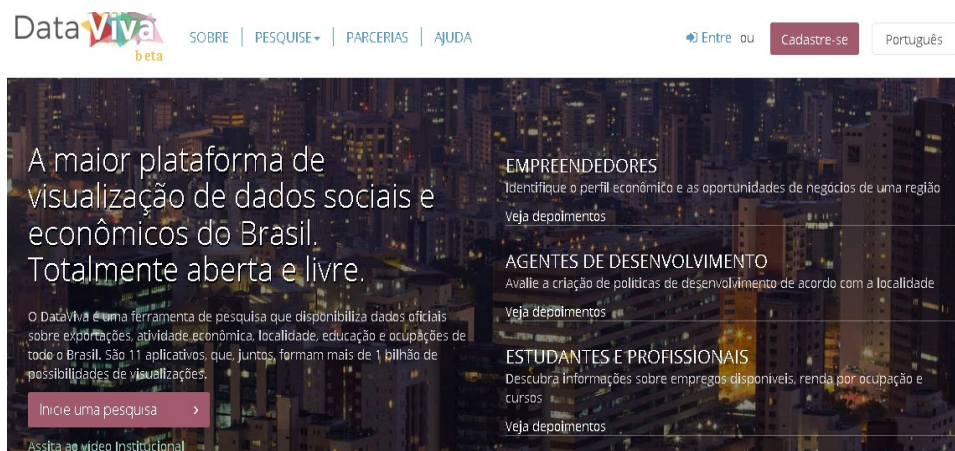 DataViva
beta
SOBRE | PESQUISE | PARCERIAS | AJUDA
Entre ou Cadastre-se Português
A maior plataforma de
visualização de dados sociais e
econômicos do Brasil.
Totalmente aberta e livre.
O DataViva é uma ferramenta de pesquisa que disponibiliza dados oficiais
sobre exportações, atividade econômica, localidade, educação e ocupações de
todo o Brasil. São 11 aplicativos, que, juntos, formam mais de 1 bilhão de
possibilidades de visualizações.
Inicie uma pesquisa >
Assita ao vídeo Institucional
EMPREENDEDORES
Identifique o perfil econômico e as oportunidades de negócios de uma região
Veja depoimentos
AGENTES DE DESENVOLVIMENTO
Avalie a criação de políticas de desenvolvimento de acordo com a localidade
Veja depoimentos
ESTUDANTES E PROFISSIONAIS
Descubra informações sobre empregos disponíveis, renda por ocupação e
cursos
Veja depoimentos